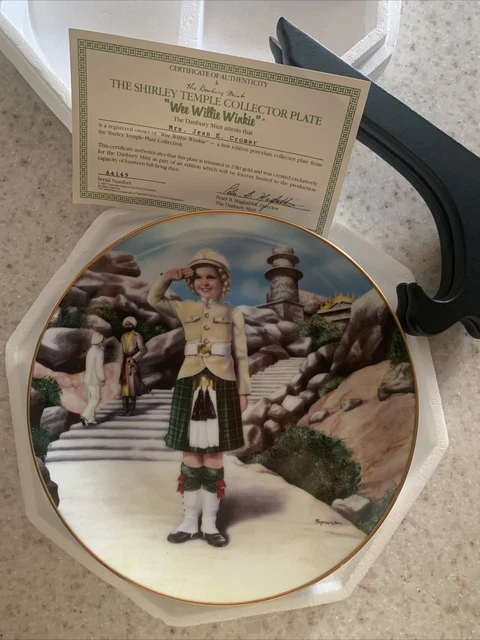 CERTIFICATE OF AUTHENTICITY
The Danbury Mint
THE SHIRLEY TEMPLE COLLECTOR PLATE
"Wee Willie Winkie"
The Danbury Mint attests that
Mrs. Jean E. Cromer
is a registered owner of "Wee Willie Winkie" — a fine edition porcelain collector plate from
the Shirley Temple Plate Collection.
This certificate authenticates that this plate is rimmed in 23kt gold and was created exclusively
for the Danbury Mint as part of an edition which will be forever limited to the production
capacity of fourteen full firing days.
A4149
Serial Number
Peter B. Maglathlin, Director
The Danbury Mint